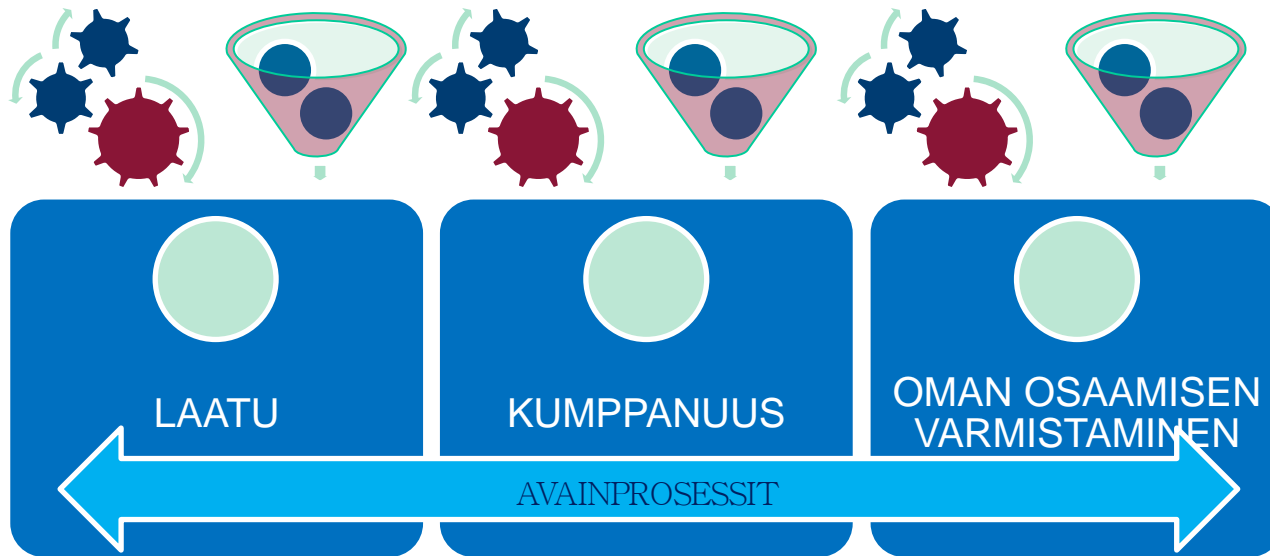 LAATU
KUMPPANUUS
OMAN OSAAMISEN
VARMISTAMINEN
AVAINPROSESSIT